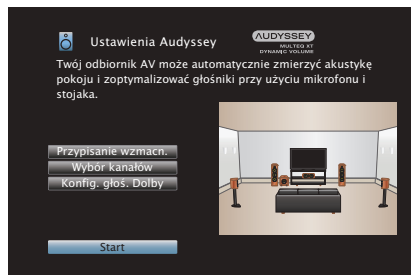 Ustawienia Audyssey
AUDYSSEY
MULTEQ XT
DYNAMIC VOLUME
Twój odbiornik AV może automatycznie zmierzyć akustykę
pokoju i zoptymalizować głośniki przy użyciu mikrofonu i
stojaka.
Przypisanie wzmacn.
Wybór kanałów
Konfig. głoś. Dolby
Start